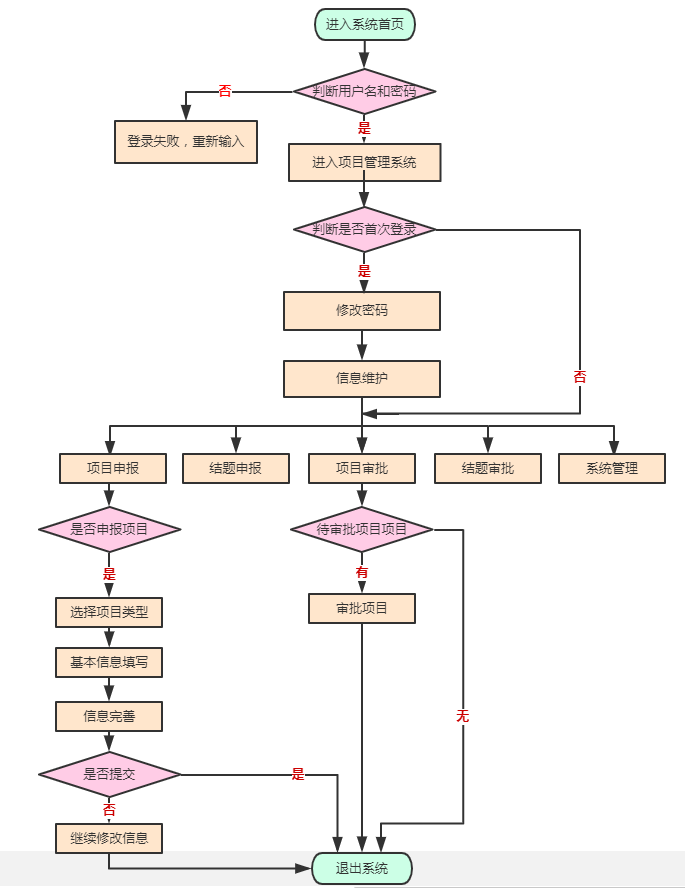 进入系统首页
判断用户名和密码
否
是
登录失败，重新输入
进入项目管理系统
判断是否首次登录
是
修改密码
信息维护
否
项目申报
结题申报
项目审批
结题审批
系统管理
是否申报项目
待审批项目项目
是
有
选择项目类型
审批项目
基本信息填写
信息完善
无
是否提交
是
否
继续修改信息
退出系统